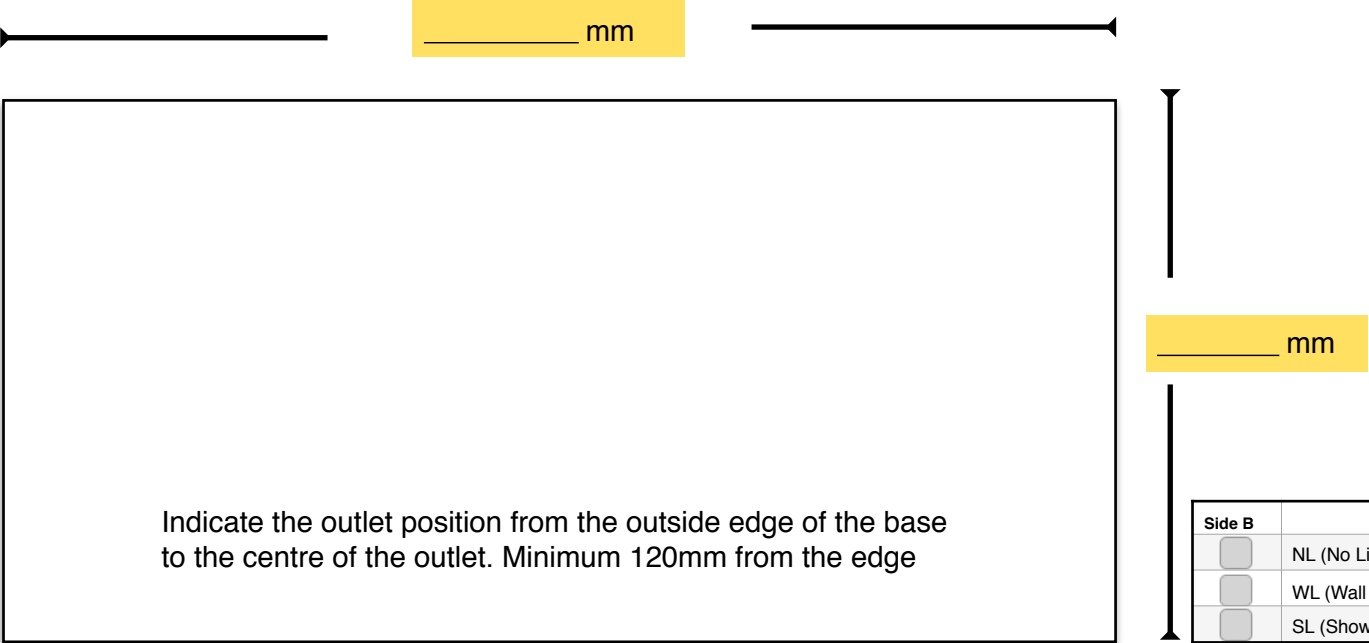 __________ mm
________ mm
Indicate the outlet position from the outside edge of the base
to the centre of the outlet. Minimum 120mm from the edge
Side B
NL (No Li
WL (Wall
SL (Show